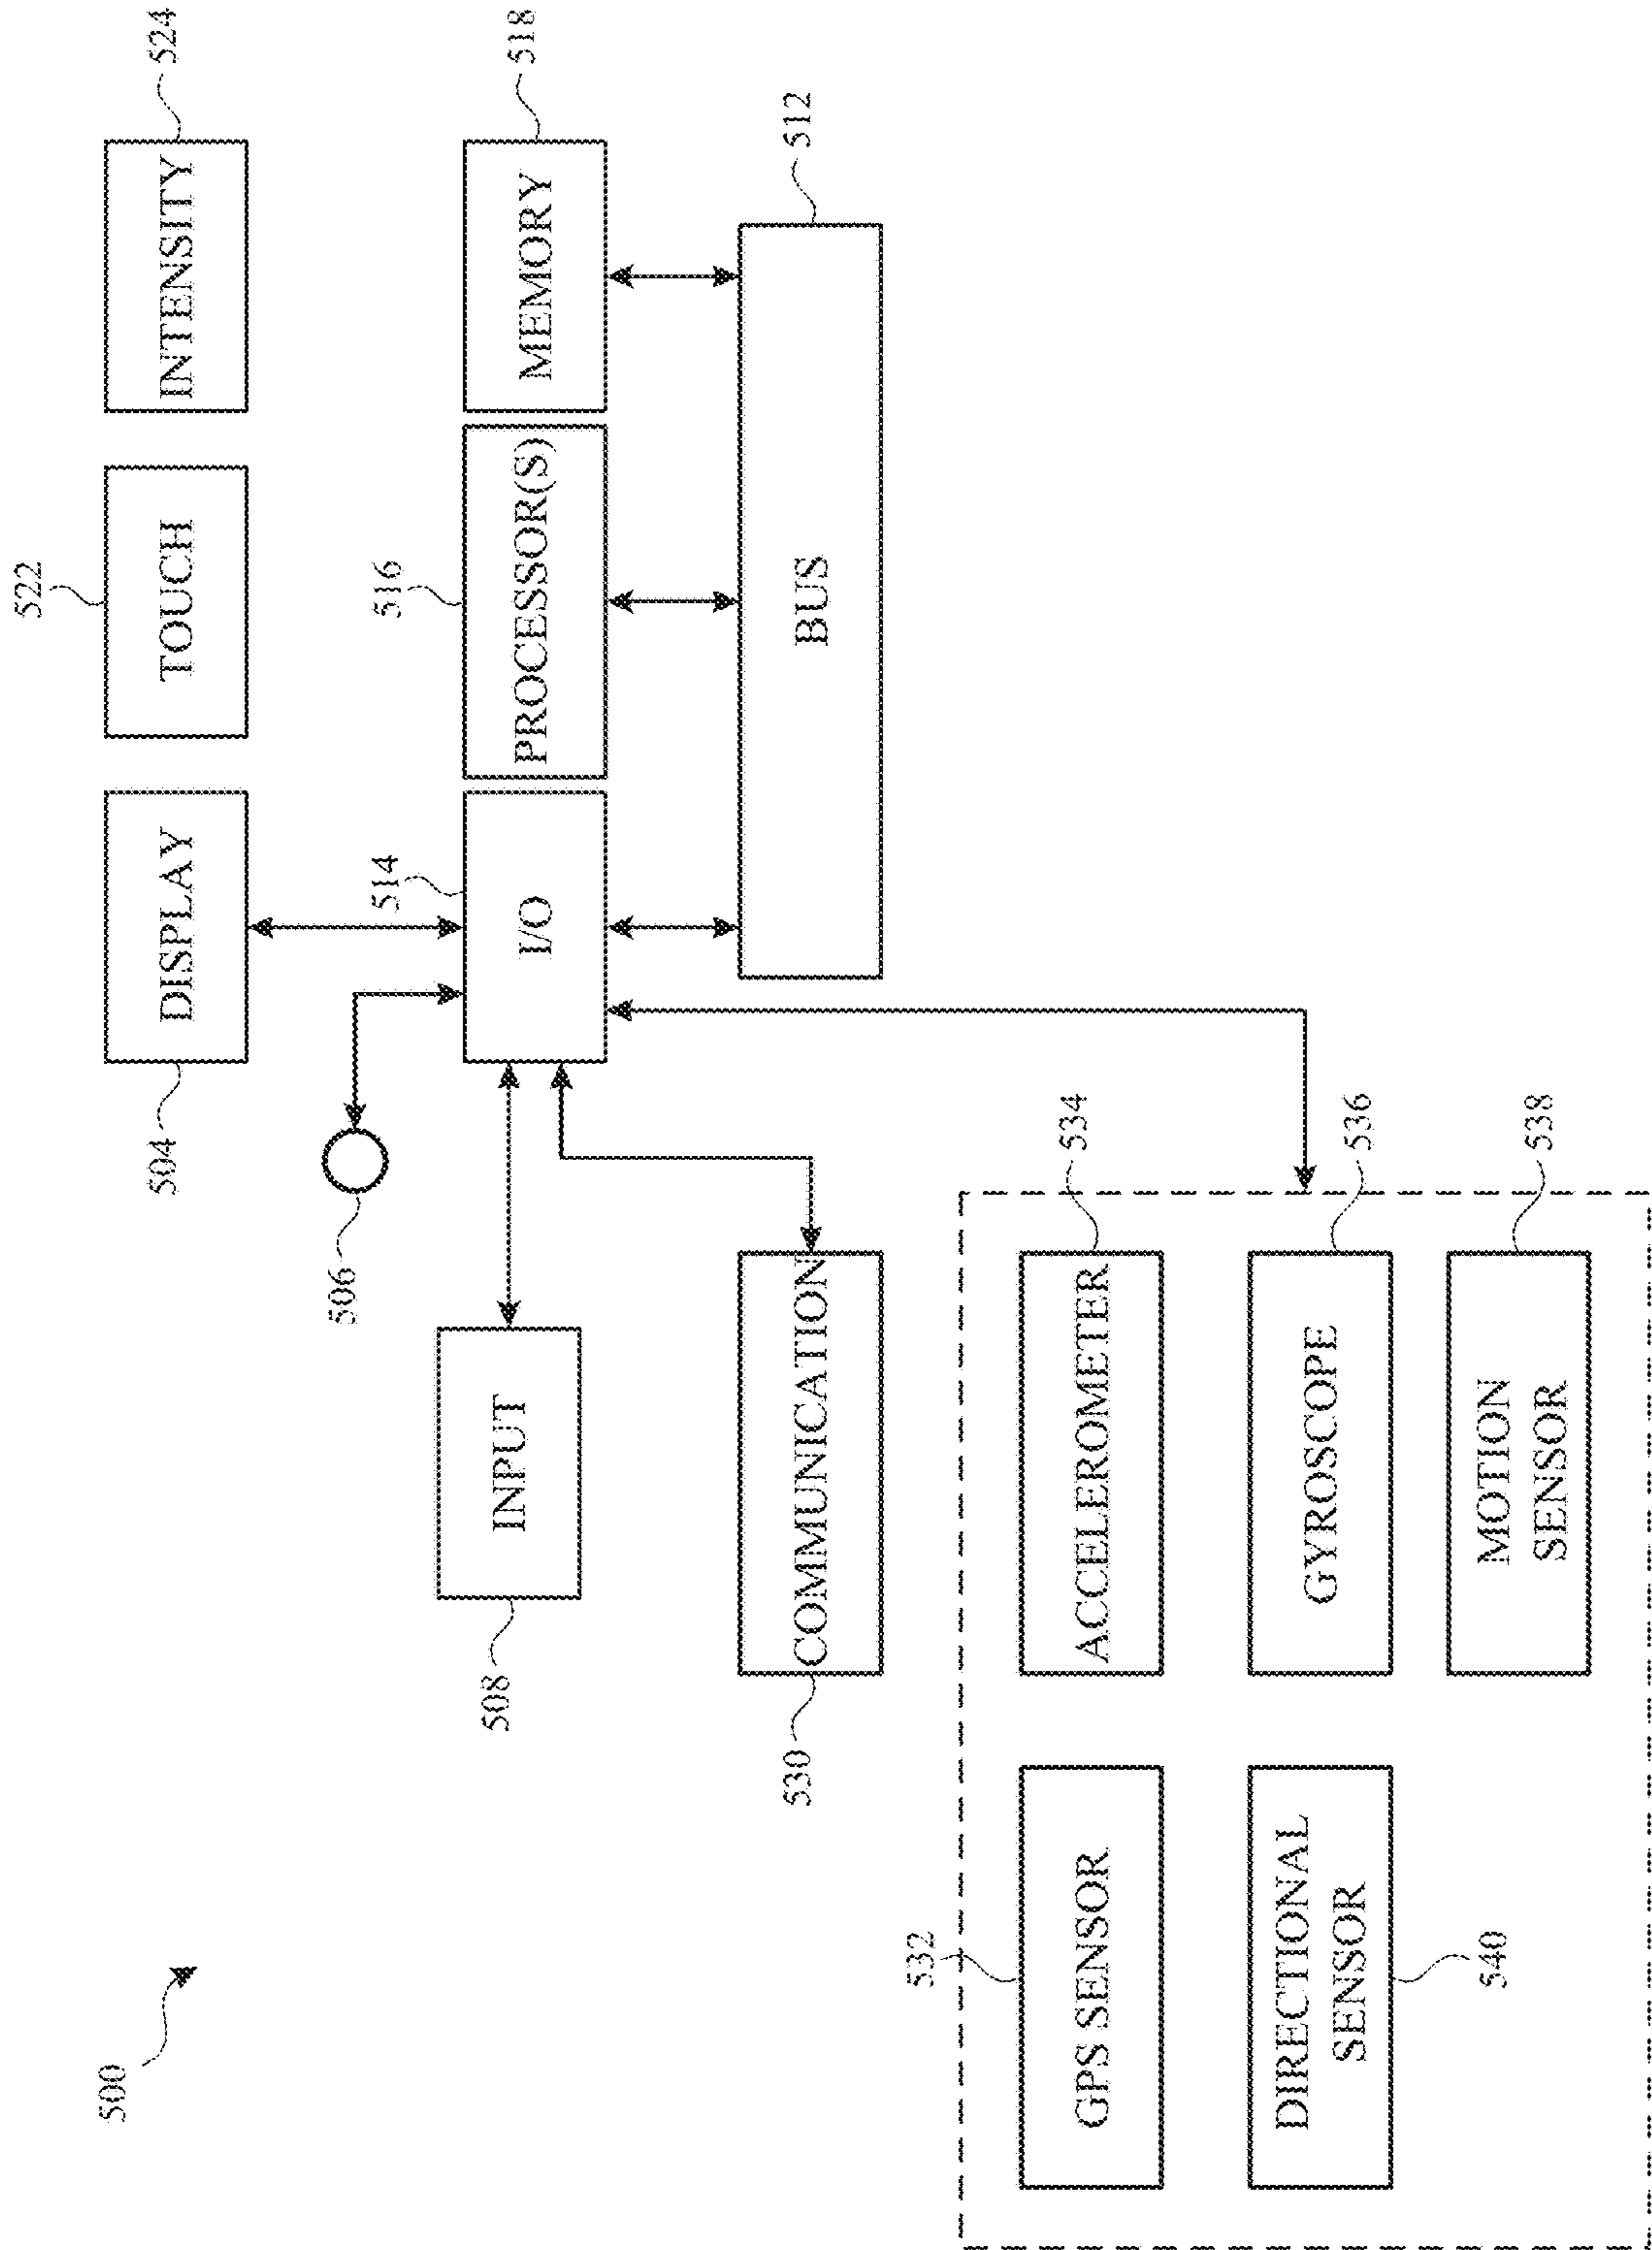 500
522
504
DISPLAY
TOUCH
INTENSITY
524
506
514
516
508
INPUT
I/O
PROCESSOR(S)
MEMORY
518
530
COMMUNICATION
BUS
512
532
GPS SENSOR
ACCELEROMETER
534
DIRECTIONAL
SENSOR
GYROSCOPE
536
540
MOTION
SENSOR
538